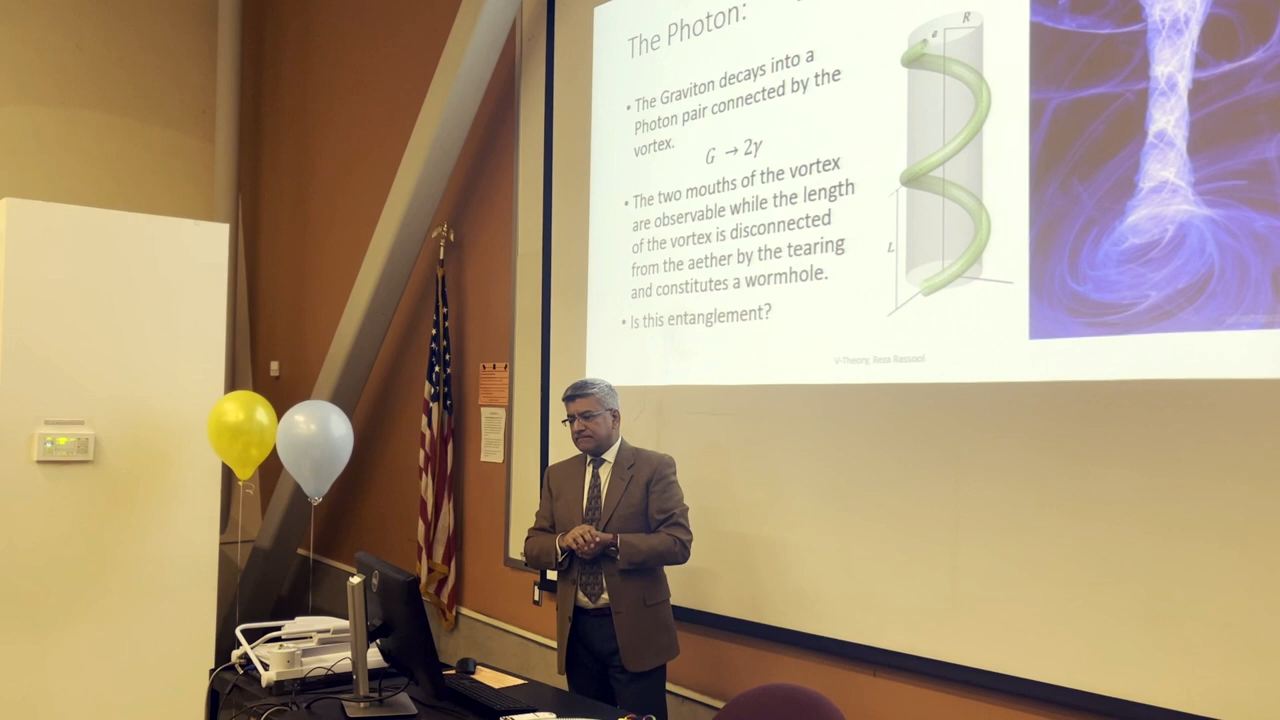 The Photon:
• The Graviton decays into a
Photon pair connected by the
vortex.
G → 2γ
• The two mouths of the vortex
are observable while the length
of the vortex is disconnected
from the aether by the tearing
and constitutes a wormhole.
• Is this entanglement?
R
a
L
V-Theory, Reza Rassool